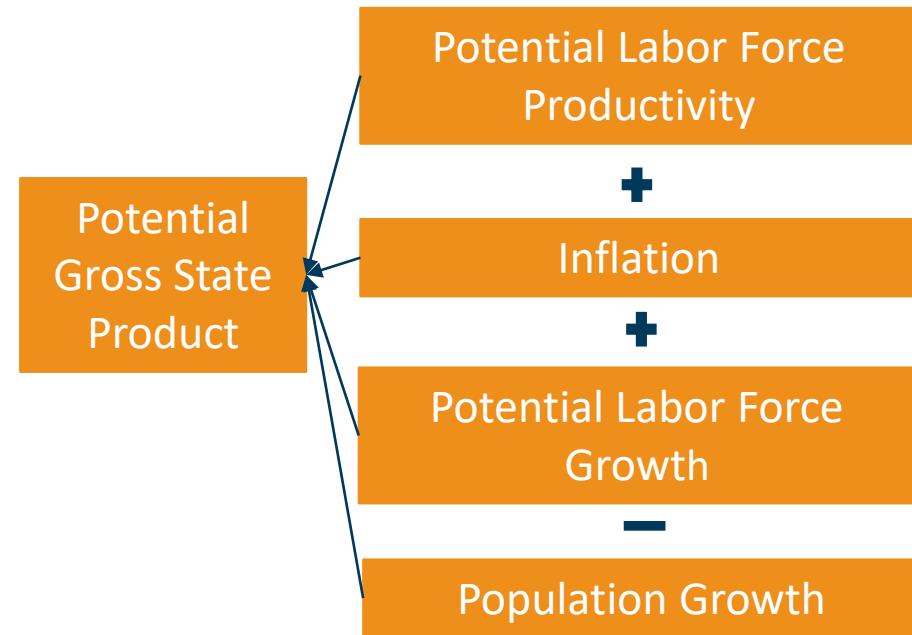 Potential Labor Force
Productivity
+
Potential
Gross State
Product
Inflation
+
Potential Labor Force
Growth
−
Population Growth